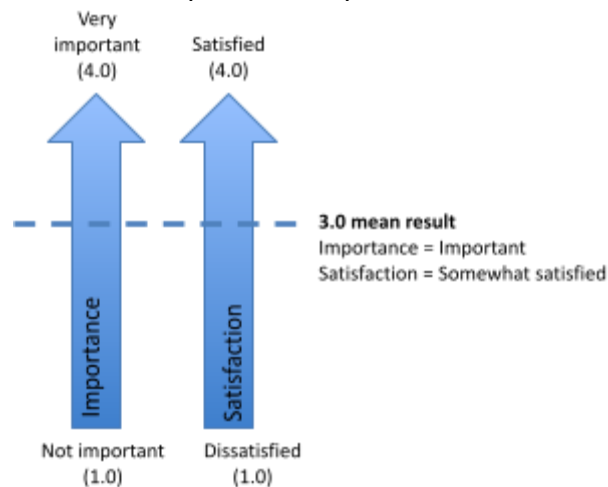 Very
important
(4.0)
Satisfied
(4.0)
3.0 mean result
Importance = Important
Satisfaction = Somewhat satisfied
Importance
Satisfaction
Not important
(1.0)
Dissatisfied
(1.0)